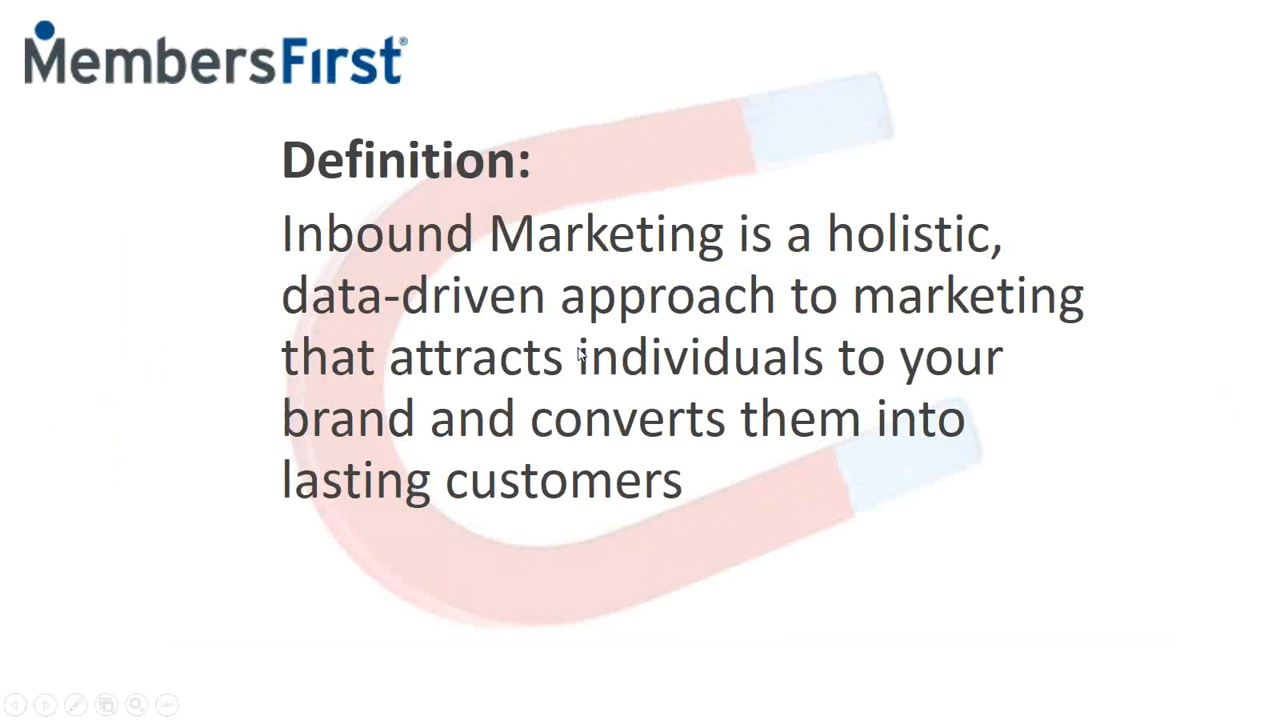 MembersFirst®
Definition:
Inbound Marketing is a holistic,
data-driven approach to marketing
that attracts individuals to your
brand and converts them into
lasting customers